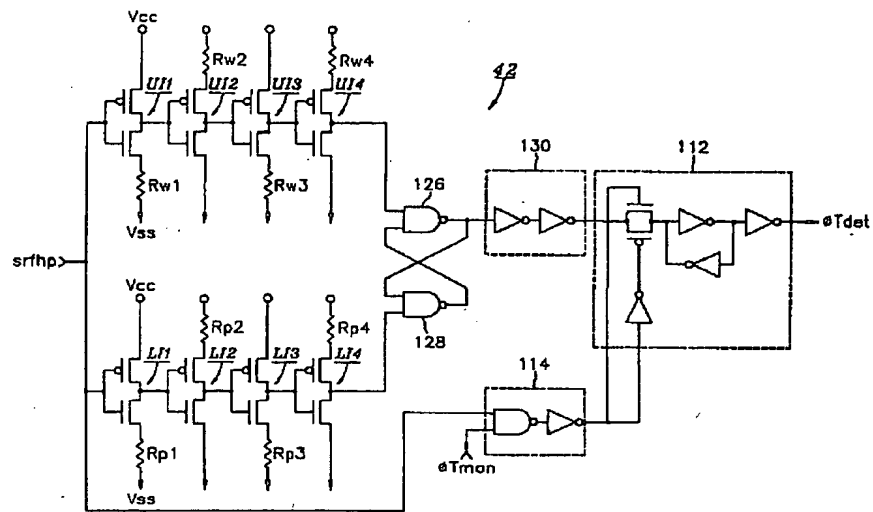 Vcc
Rw2
Rw4
UI1
UI2
UI3
UI4
42
130
112
Rw1
Rw3
Vss
126
øTdet
srfhp
Vcc
Rp2
Rp4
128
LI1
LI2
LI3
LI4
114
Rp1
Rp3
øTmon
Vss